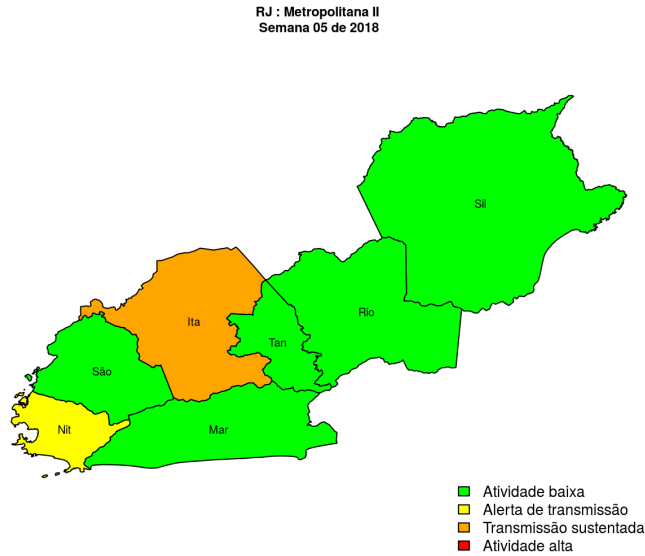 RJ : Metropolitana II
Semana 05 de 2018
Sil
Rio
Ita
Tan
São
Nit
Mar
Atividade baixa
Alerta de transmissão
Transmissão sustentada
Atividade alta